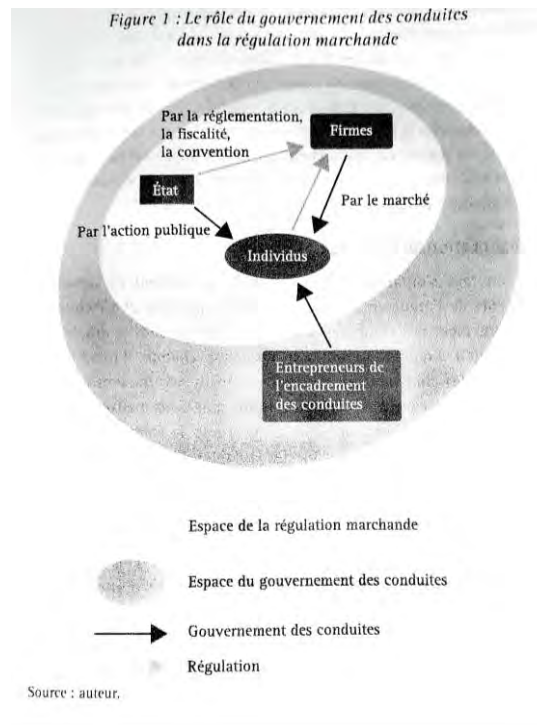 Figure 1 : Le rôle du gouvernement des conduites
dans la régulation marchande
Par la réglementation,
la fiscalité,
la convention
Firmes
État
Par le marché
Par l'action publique
Individus
Entrepreneurs de
l'encadrement
des conduites
Espace de la régulation marchande
Espace du gouvernement des conduites
Gouvernement des conduites
Régulation
Source : auteur.